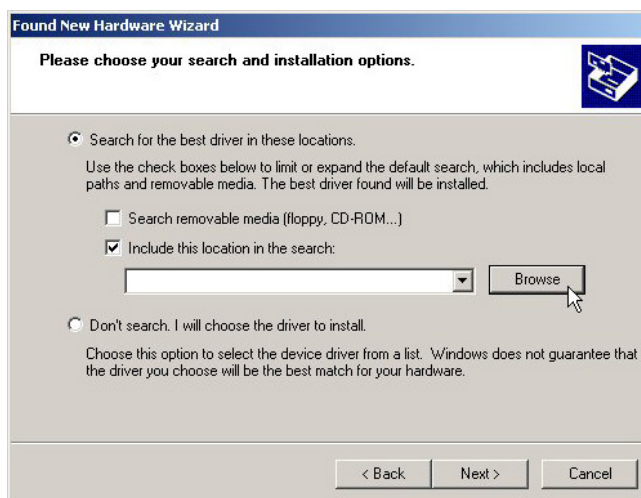 Found New Hardware Wizard
Please choose your search and installation options.
Search for the best driver in these locations.
Use the check boxes below to limit or expand the default search, which includes local
paths and removable media. The best driver found will be installed.
Search removable media (floppy, CD-ROM...)
Include this location in the search:
Browse
Don't search. I will choose the driver to install.
Choose this option to select the device driver from a list. Windows does not guarantee that
the driver you choose will be the best match for your hardware.
< Back Next > Cancel